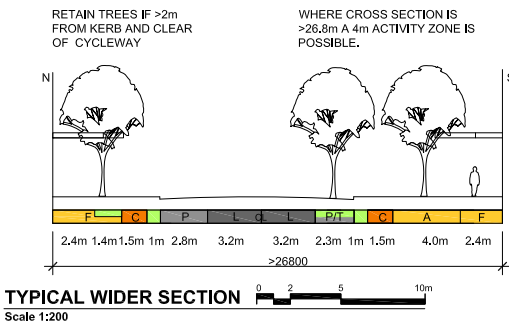 RETAIN TREES IF >2m
FROM KERB AND CLEAR
OF CYCLEWAY
WHERE CROSS SECTION IS
>26.8m A 4m ACTIVITY ZONE IS
POSSIBLE.
N
S
F C P L CL L P/T C A F
2.4m 1.4m 1.5m 1m 2.8m 3.2m 3.2m 2.3m 1m 1.5m 4.0m 2.4m
>26800
TYPICAL WIDER SECTION
0 2 5 10m
Scale 1:200